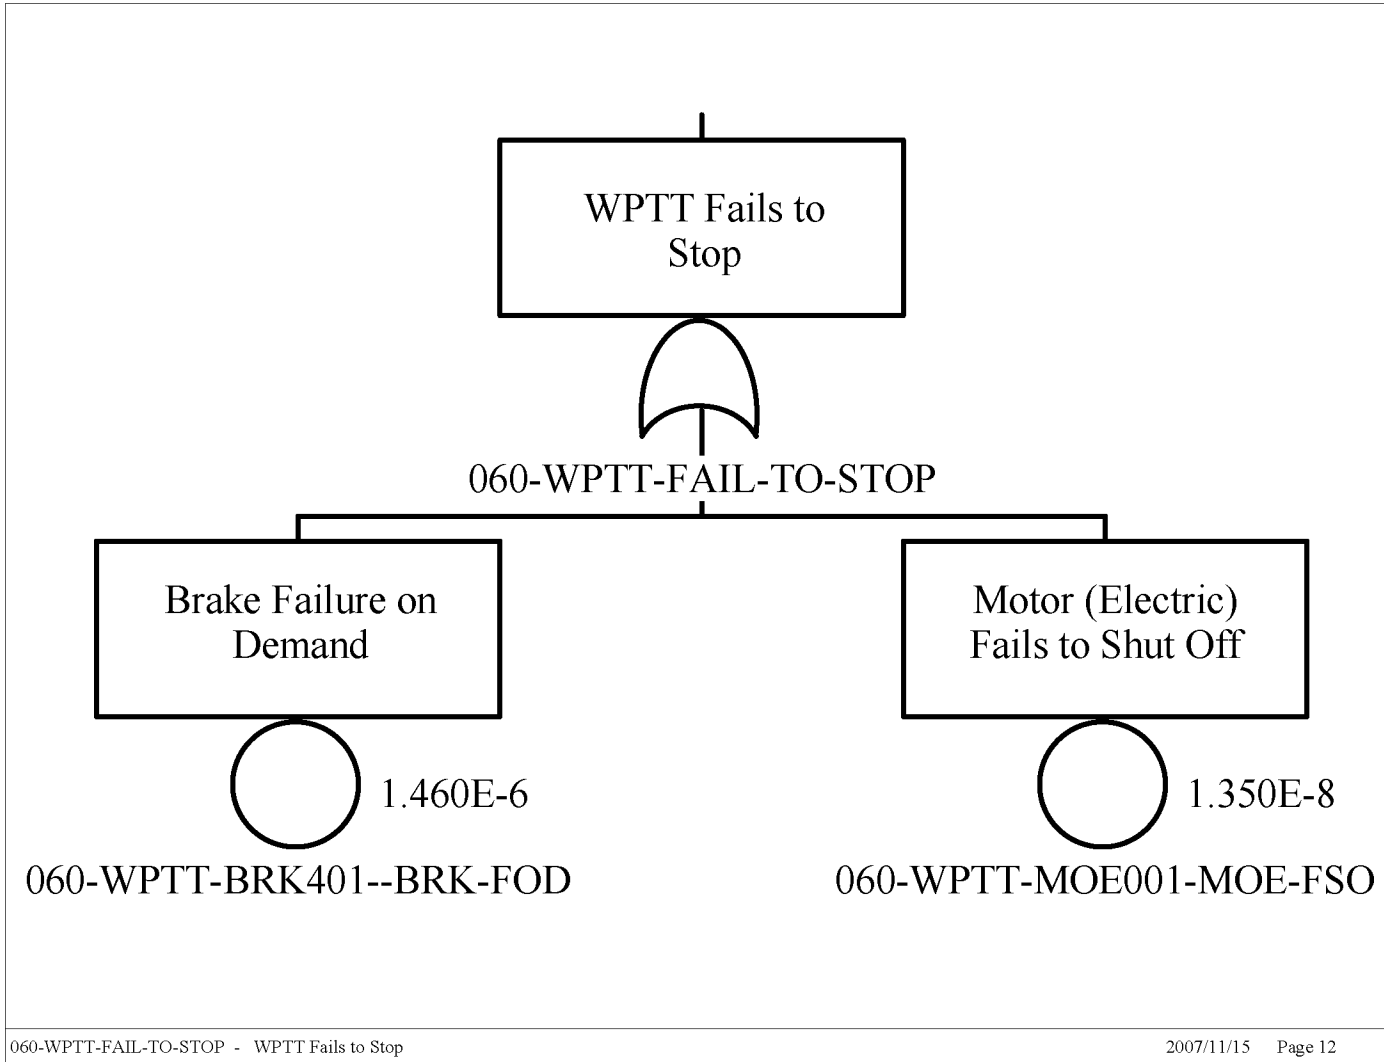 WPTT Fails to
Stop
060-WPTT-FAIL-TO-STOP
Brake Failure on
Demand
Motor (Electric)
Fails to Shut Off
1.460E-6
1.350E-8
060-WPTT-BRK401--BRK-FOD
060-WPTT-MOE001-MOE-FSO
060-WPTT-FAIL-TO-STOP - WPTT Fails to Stop
2007/11/15 Page 12